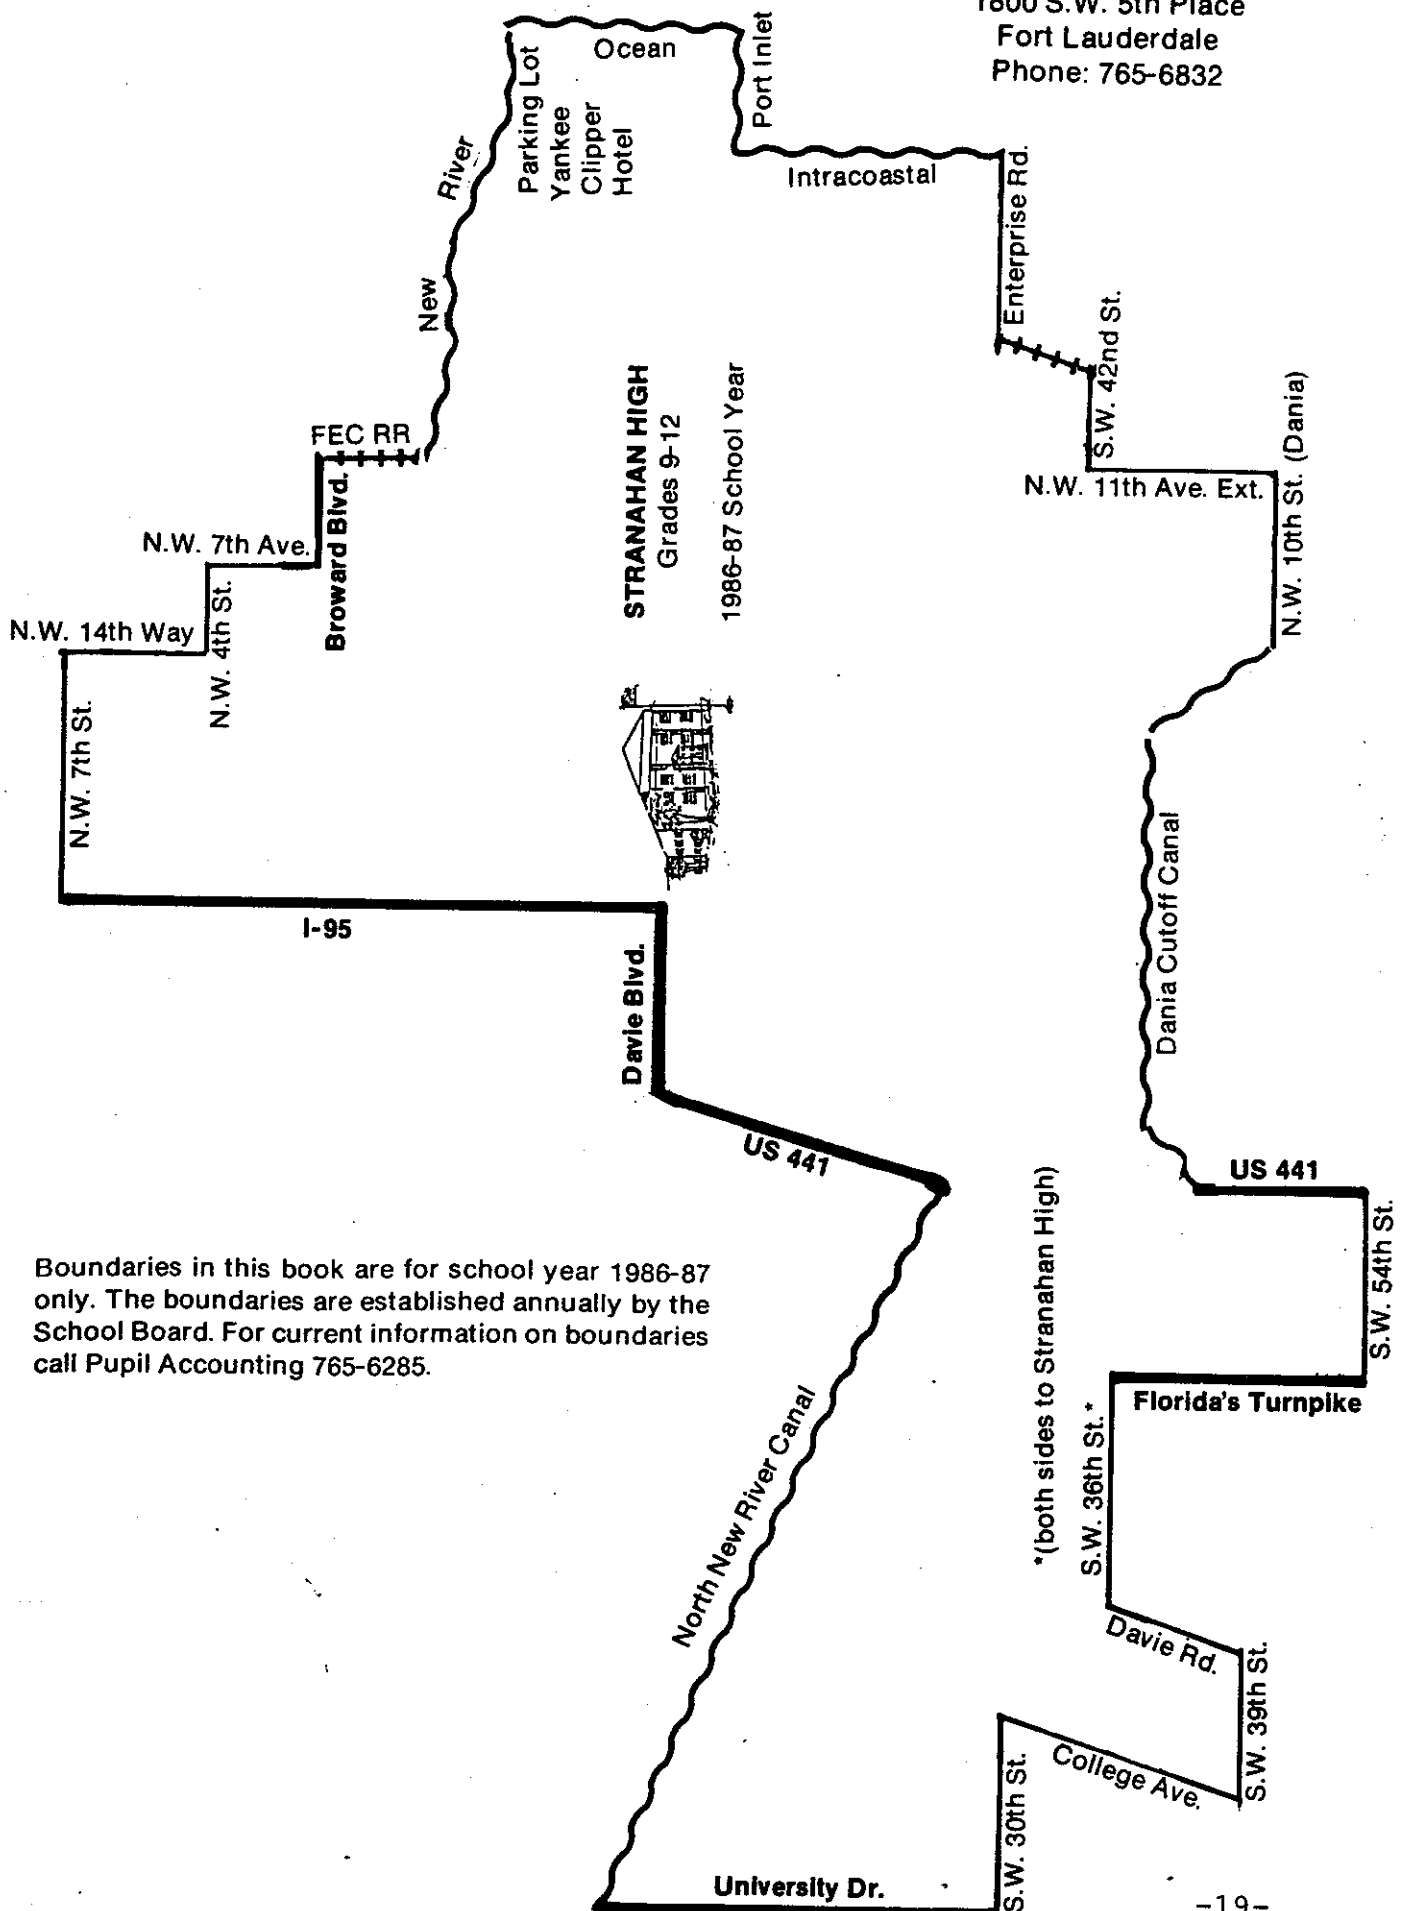 1800 S.W. 5th Place
Fort Lauderdale
Phone: 765-6832
Ocean
Port Inlet
Parking Lot
Yankee
Clipper
Hotel
Intracoastal
New River
Enterprise Rd.
S.W. 42nd St.
FEC RR
Broward Blvd.
N.W. 7th Ave.
N.W. 4th St.
N.W. 14th Way
N.W. 7th St.
STRANAHAN HIGH
Grades 9-12
1986-87 School Year
N.W. 11th Ave. Ext.
N.W. 10th St. (Dania)
I-95
Davie Blvd.
Dania Cutoff Canal
US 441
US 441
S.W. 54th St.
Boundaries in this book are for school year 1986-87
only. The boundaries are established annually by the
School Board. For current information on boundaries
call Pupil Accounting 765-6285.
North New River Canal
*(both sides to Stranahan High)
S.W. 36th St.*
Florida's Turnpike
Davie Rd.
S.W. 39th St.
College Ave.
S.W. 30th St.
University Dr.
-19-